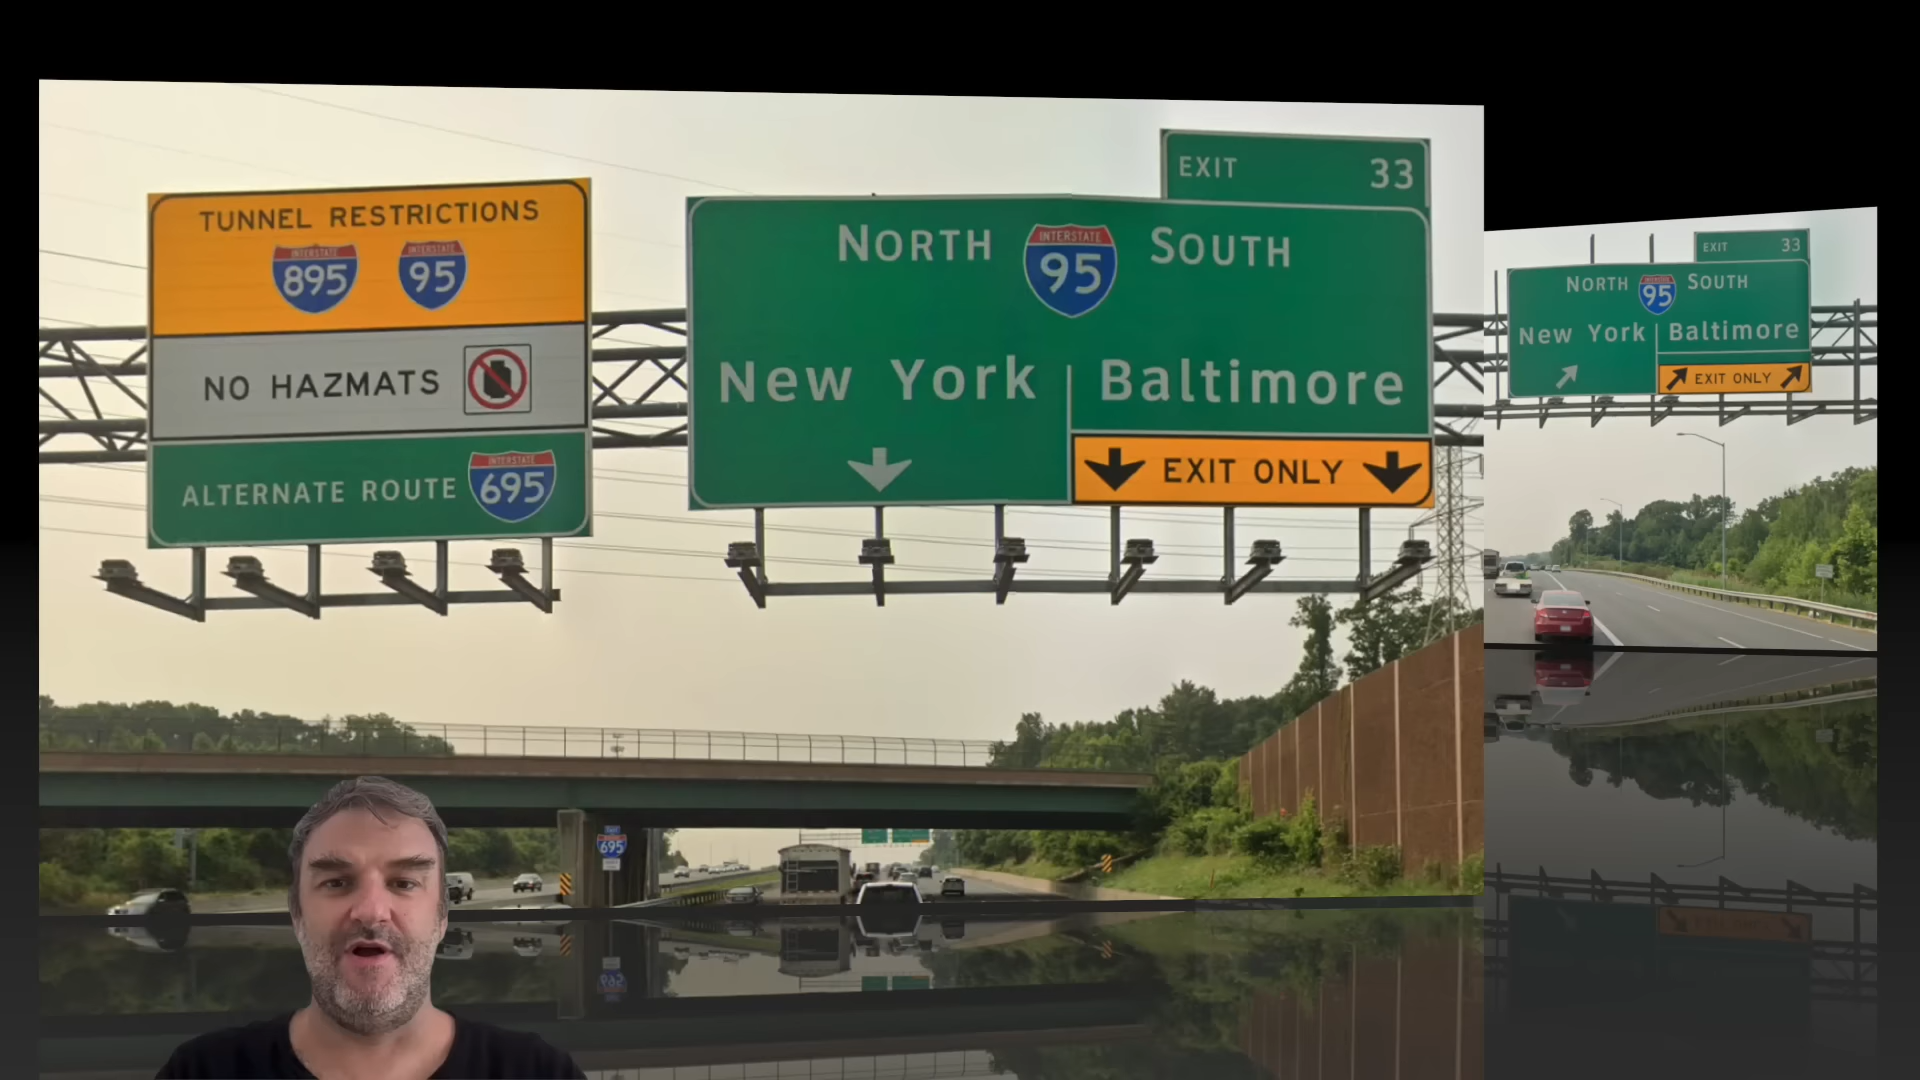 TUNNEL RESTRICTIONS
INTERSTATE 895 INTERSTATE 95
NO HAZMATS
ALTERNATE ROUTE INTERSTATE 695
EXIT 33
NORTH INTERSTATE 95 SOUTH
New York Baltimore
EXIT ONLY
695
EXIT 33
NORTH 95 SOUTH
New York Baltimore
EXIT ONLY